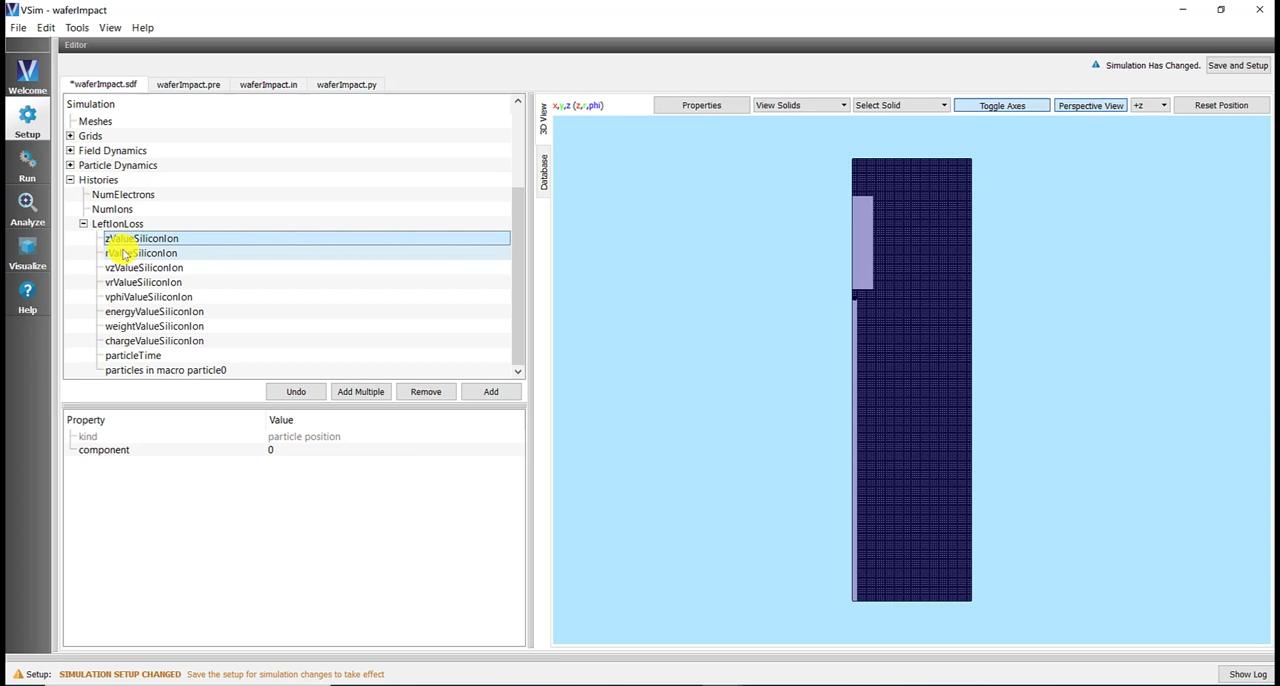 VSim - waferImpact
File Edit Tools View Help
Editor
Simulation Has Changed. Save and Setup
*waferImpact.sdf waferImpact.pre waferImpact.in waferImpact.py
Welcome
Setup
Run
Analyze
Visualize
Help
Simulation
Meshes
Grids
Field Dynamics
Particle Dynamics
Histories
NumElectrons
NumIons
LeftIonLoss
zValueSiliconIon
rValueSiliconIon
vzValueSiliconIon
vrValueSiliconIon
vphiValueSiliconIon
energyValueSiliconIon
weightValueSiliconIon
chargeValueSiliconIon
particleTime
particles in macro particle0
Undo Add Multiple Remove Add
Property Value
kind particle position
component 0
3D View
Database
x,y,z (z,r,phi) Properties View Solids Select Solid Toggle Axes Perspective View +z Reset Position
Setup: SIMULATION SETUP CHANGED Save the setup for simulation changes to take effect
Show Log